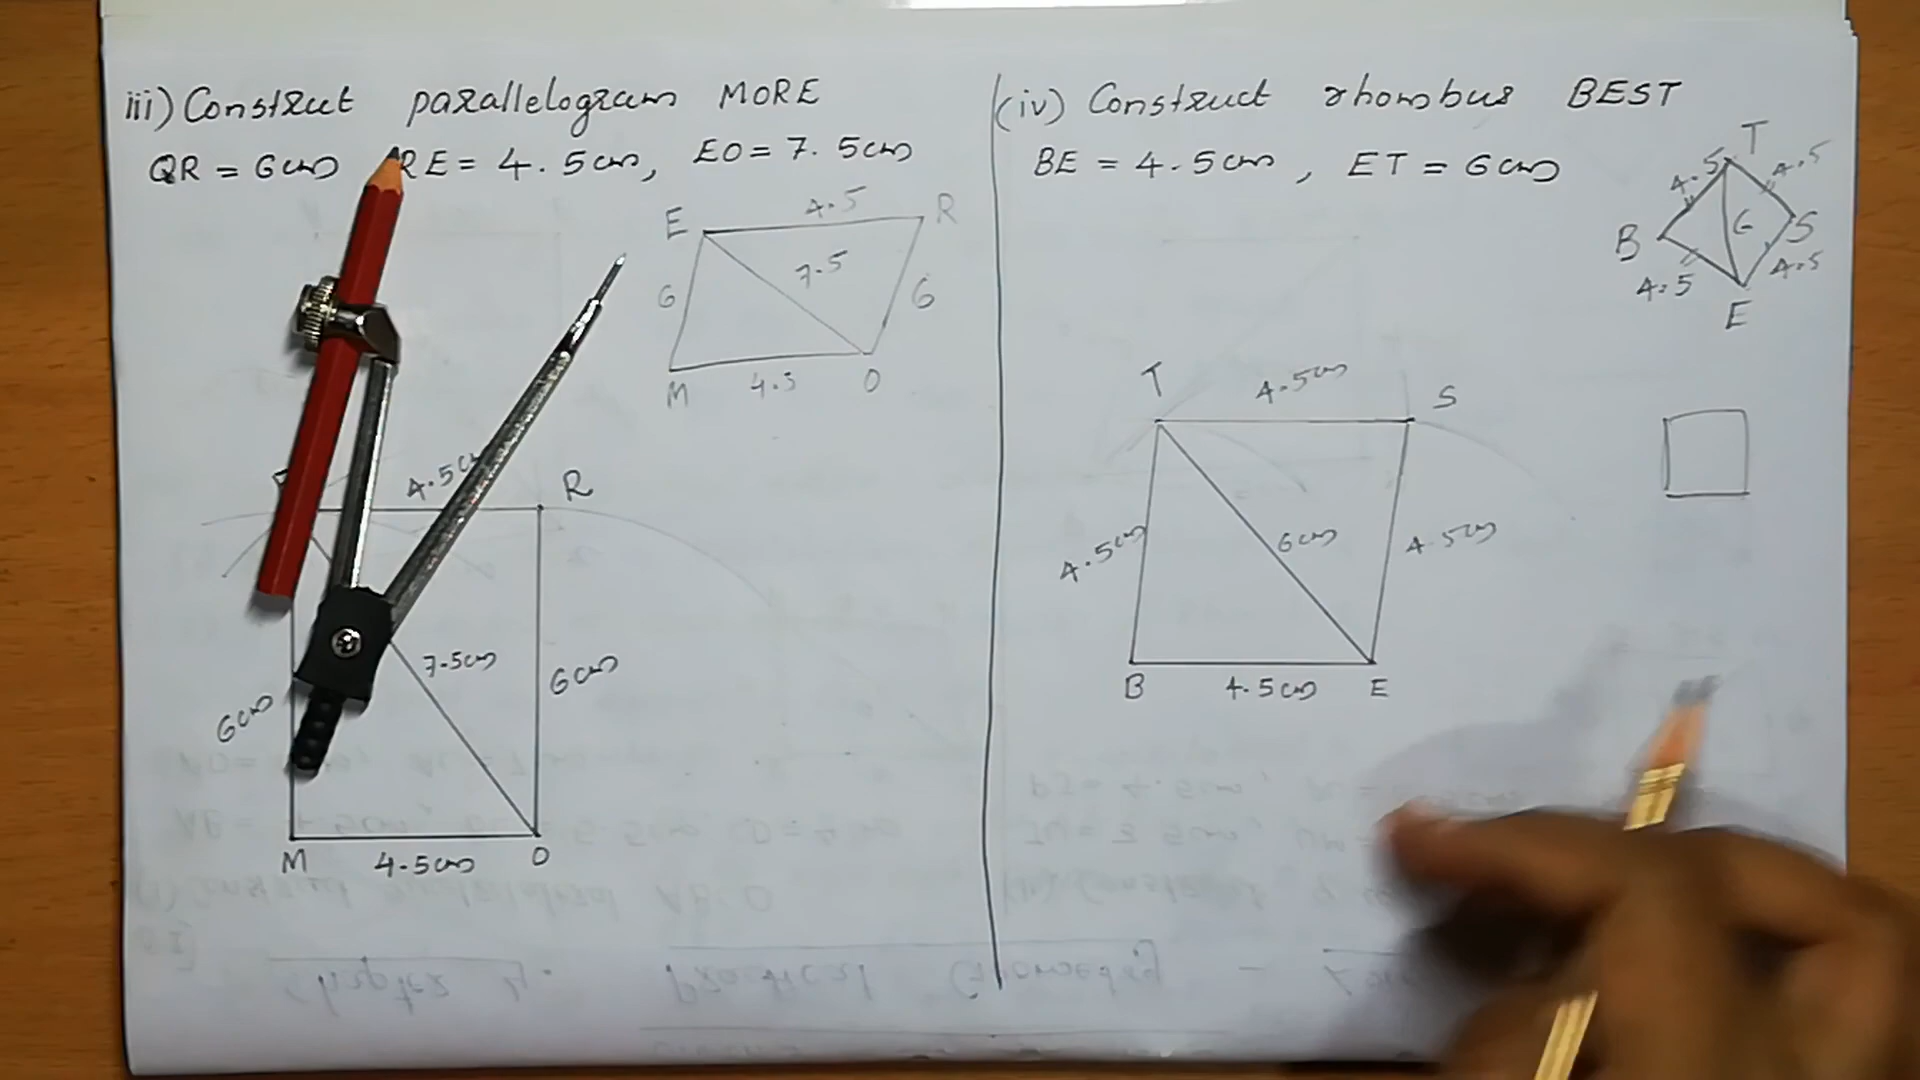 iii) Construct parallelogram MORE
OR = 6cm RE = 4.5cm, EO = 7.5cm
E 4.5 R
6 7.5 6
M 4.5 O
4.5cm R
6cm 7.5cm 6cm
M 4.5cm O
(iv) Construct rhombus BEST
BE = 4.5cm, ET = 6cm
T
4.5 4.5
B 6 S
4.5 4.5
E
T 4.5cm S
4.5cm 6cm 4.5cm
B 4.5cm E